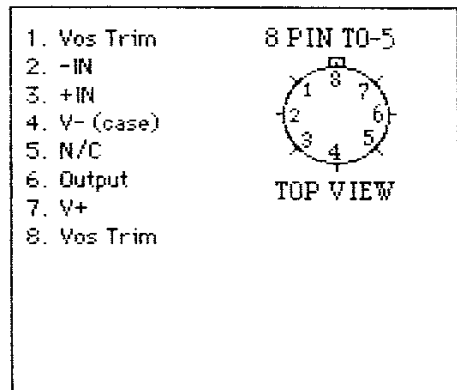 1. Vos Trim
2. -IN
3. +IN
4. V- (case)
5. N/C
6. Output
7. V+
8. Vos Trim
8 PIN TO-5
8
1 7
2 6
3 5
4
TOP VIEW